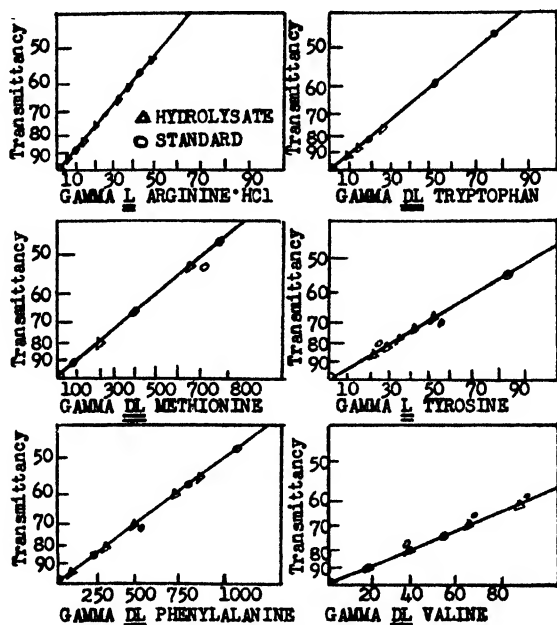 Transmittancy
50
60
70
80
90
△ HYDROLYSATE
○ STANDARD
10 30 50 70 90
GAMMA L ARGININE·HCl
Transmittancy
50
60
70
80
90
10 30 50 70 90
GAMMA DL TRYPTOPHAN
Transmittancy
50
60
70
80
90
200 400 600 700 800
GAMMA DL METHIONINE
Transmittancy
50
60
70
80
90
10 30 50 70 90
GAMMA L TYROSINE
Transmittancy
50
60
70
80
90
250 500 750 1000
GAMMA DL PHENYLALANINE
Transmittancy
50
60
70
80
90
20 40 60 80
GAMMA DL VALINE